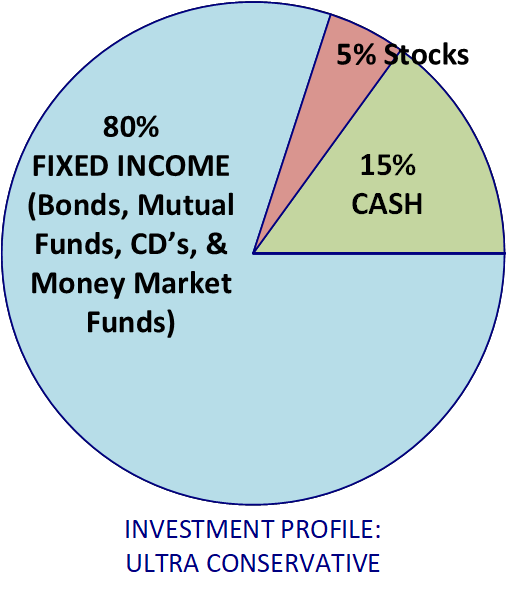 5% Stocks
80%
FIXED INCOME
(Bonds, Mutual
Funds, CD’s, &
Money Market
Funds)
15%
CASH
INVESTMENT PROFILE:
ULTRA CONSERVATIVE